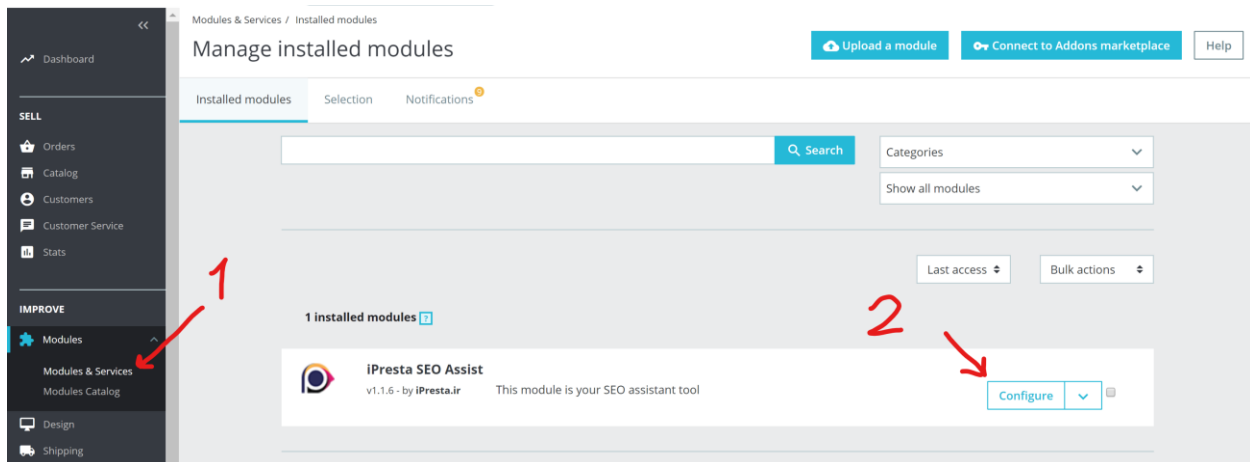 Dashboard
SELL
Orders
Catalog
Customers
Customer Service
Stats
IMPROVE
Modules
Modules & Services
Modules Catalog
Design
Shipping
Modules & Services / Installed modules
Manage installed modules
Upload a module
Connect to Addons marketplace
Help
Installed modules
Selection
Notifications
Search
Categories
Show all modules
Last access
Bulk actions
1
2
1 installed modules ?
iPresta SEO Assist
v1.1.6 - by iPresta.ir
This module is your SEO assistant tool
Configure